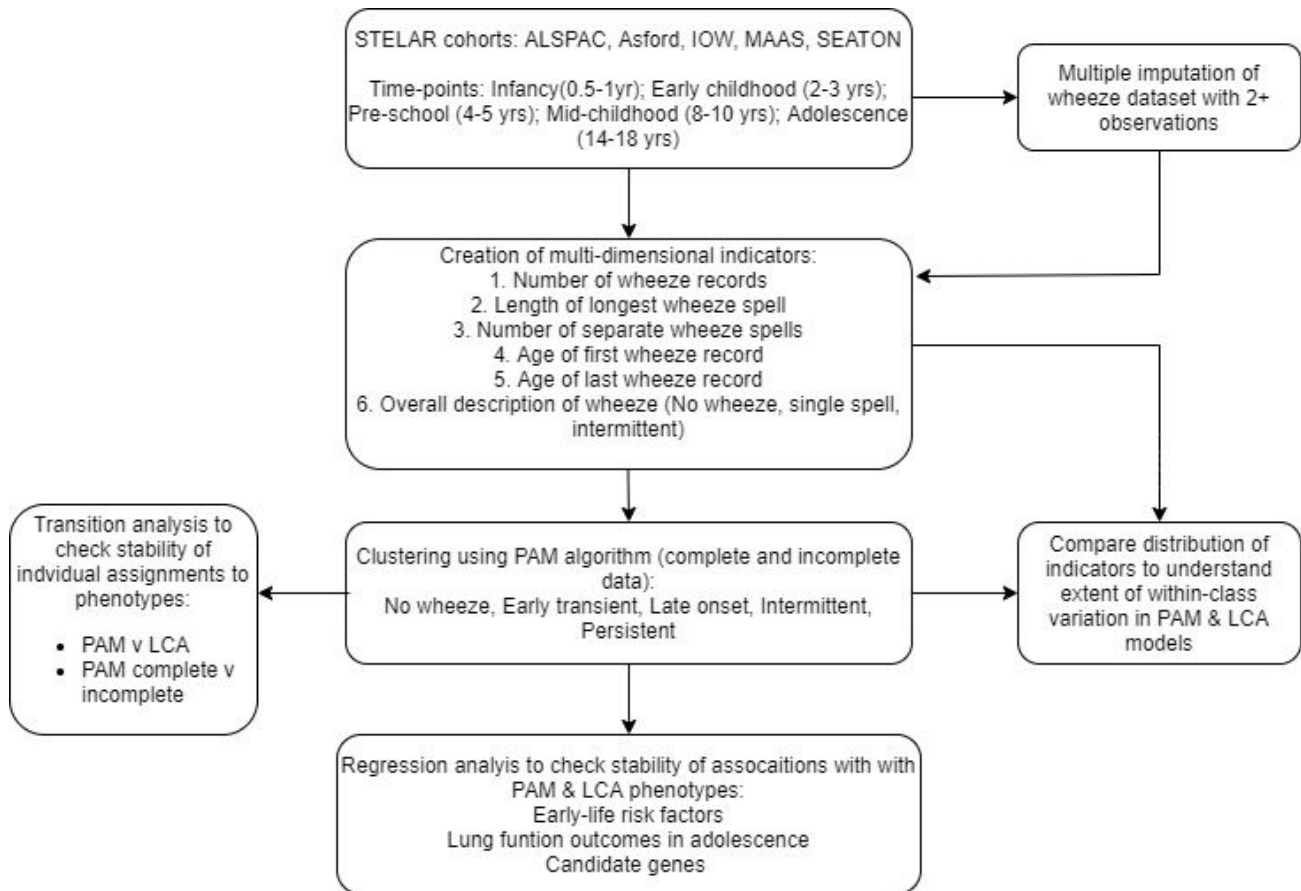 STELAR cohorts: ALSPAC, Asford, IOW, MAAS, SEATON
Time-points: Infancy(0.5-1yr); Early childhood (2-3 yrs);
Pre-school (4-5 yrs); Mid-childhood (8-10 yrs); Adolescence
(14-18 yrs)
Multiple imputation of
wheeze dataset with 2+
observations
Creation of multi-dimensional indicators:
1. Number of wheeze records
2. Length of longest wheeze spell
3. Number of separate wheeze spells
4. Age of first wheeze record
5. Age of last wheeze record
6. Overall description of wheeze (No wheeze, single spell,
intermittent)
Transition analysis to
check stability of
indvidual assignments to
phenotypes:
• PAM v LCA
• PAM complete v
incomplete
Clustering using PAM algorithm (complete and incomplete
data):
No wheeze, Early transient, Late onset, Intermittent,
Persistent
Compare distribution of
indicators to understand
extent of within-class
variation in PAM & LCA
models
Regression analyis to check stability of assocaitions with with
PAM & LCA phenotypes:
Early-life risk factors
Lung funtion outcomes in adolescence
Candidate genes